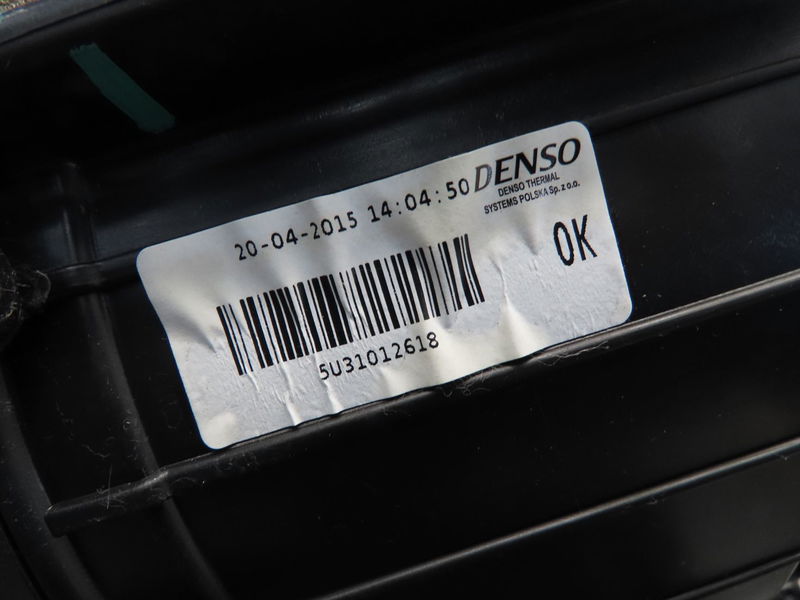 20-04-2015 14:04:50
DENSO
DENSO THERMAL
SYSTEMS POLSKA Sp. z o.o.
OK
5U31012618